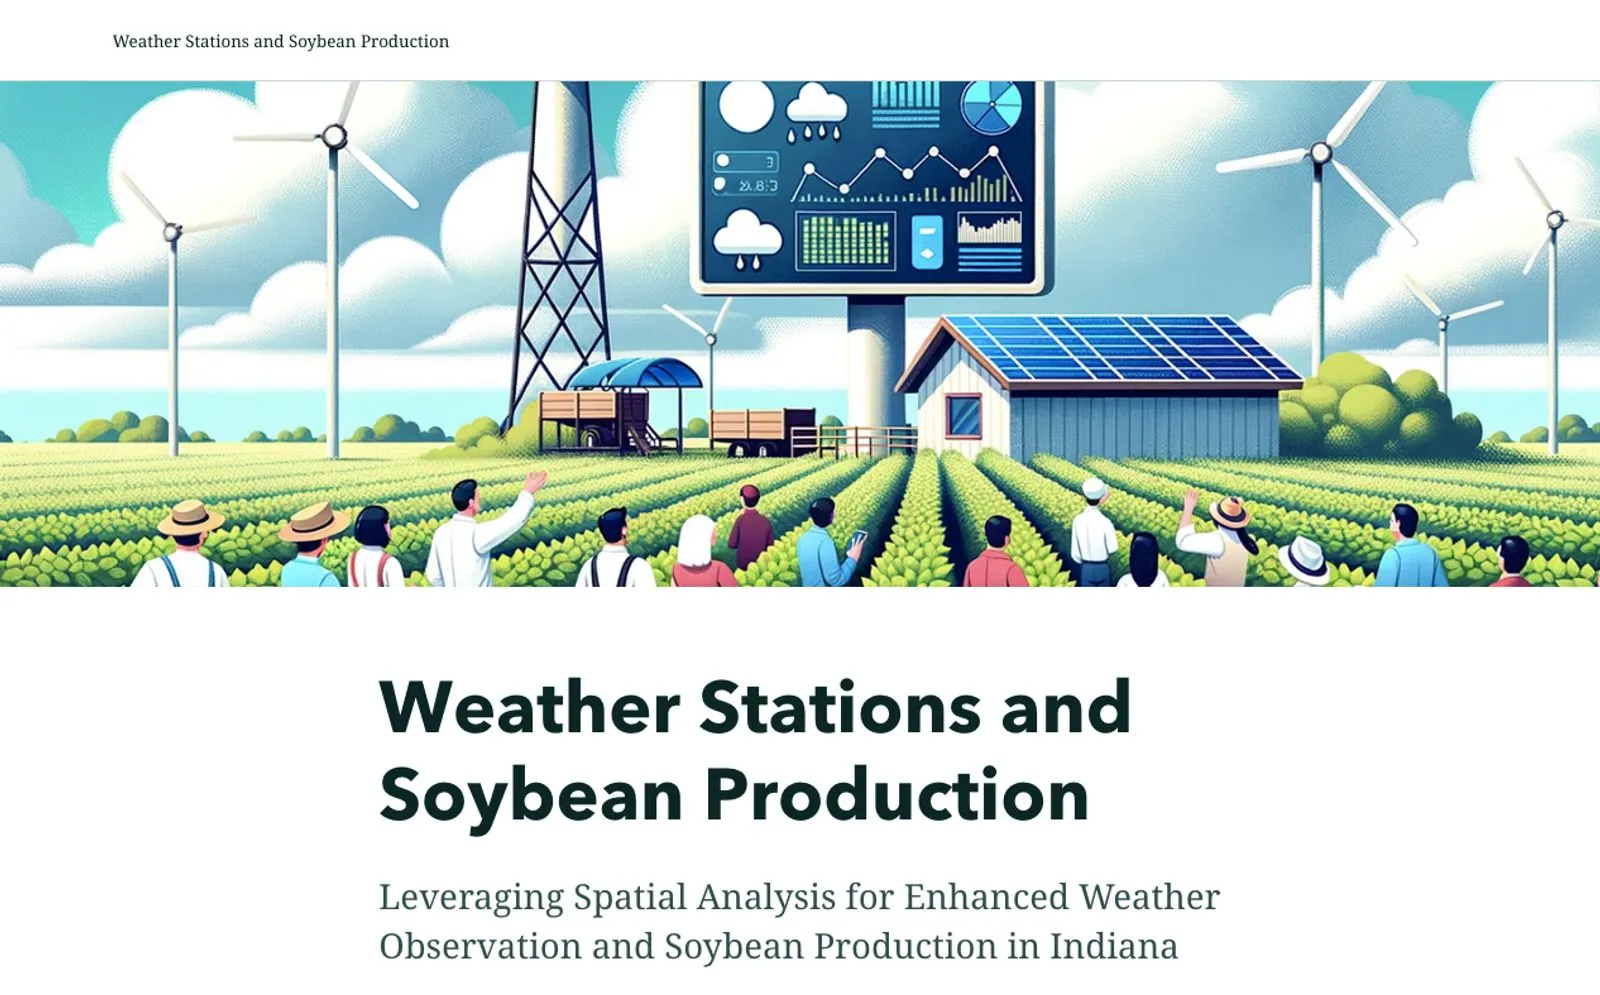 Weather Stations and Soybean Production
Weather Stations and
Soybean Production
Leveraging Spatial Analysis for Enhanced Weather
Observation and Soybean Production in Indiana